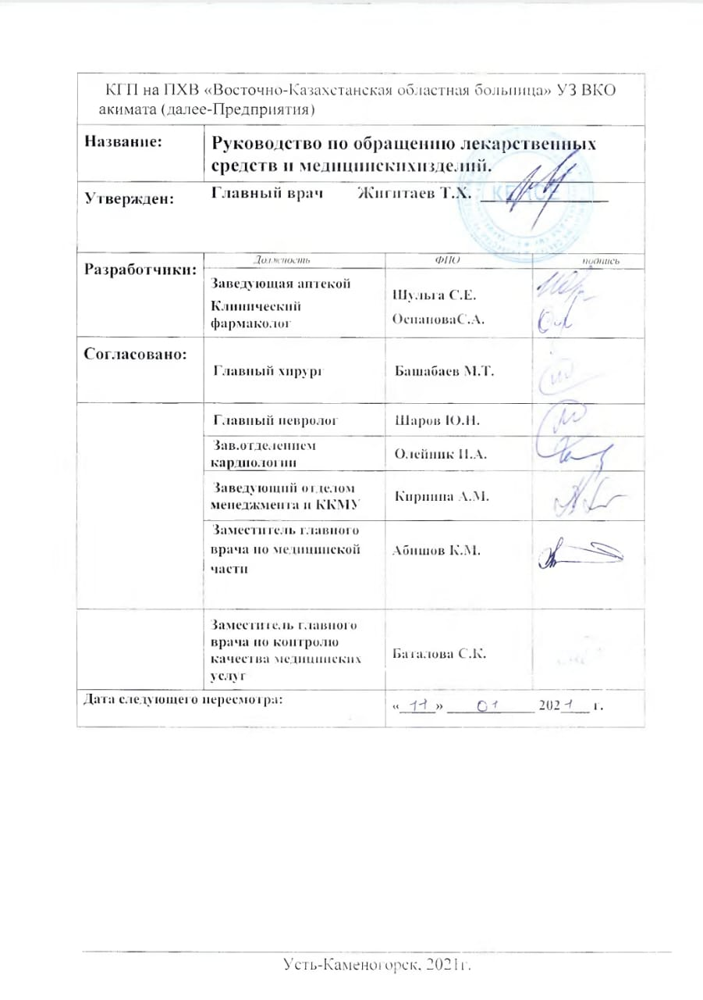 КГП на ПХВ «Восточно-Казахстанская областная больница» УЗ ВКО
акимата (далее-Предприятия)
Название:
Руководство по обращению лекарственных
средств и медицинскихизделий.
Утвержден:
Главный врач Жигитаев Т.Х.
Разработчики:
Должность ФИО подпись
Заведующая аптекой
Клинический
фармаколог
Шульга С.Е.
ОспановаС.А.
Согласовано:
Главный хирург Башабаев М.Т.
Главный невролог Шаров Ю.Н.
Зав.отделением
кардиологии
Олейник И.А.
Заведующий отделом
менеджмента и ККМУ
Кирпина А.М.
Заместитель главного
врача по медицинской
части
Абишов К.М.
Заместитель главного
врача по контролю
качества медицинских
услуг
Баталова С.К.
Дата следующего пересмотра:
«11» 01 2021 г.
Усть-Каменогорск, 2021г.